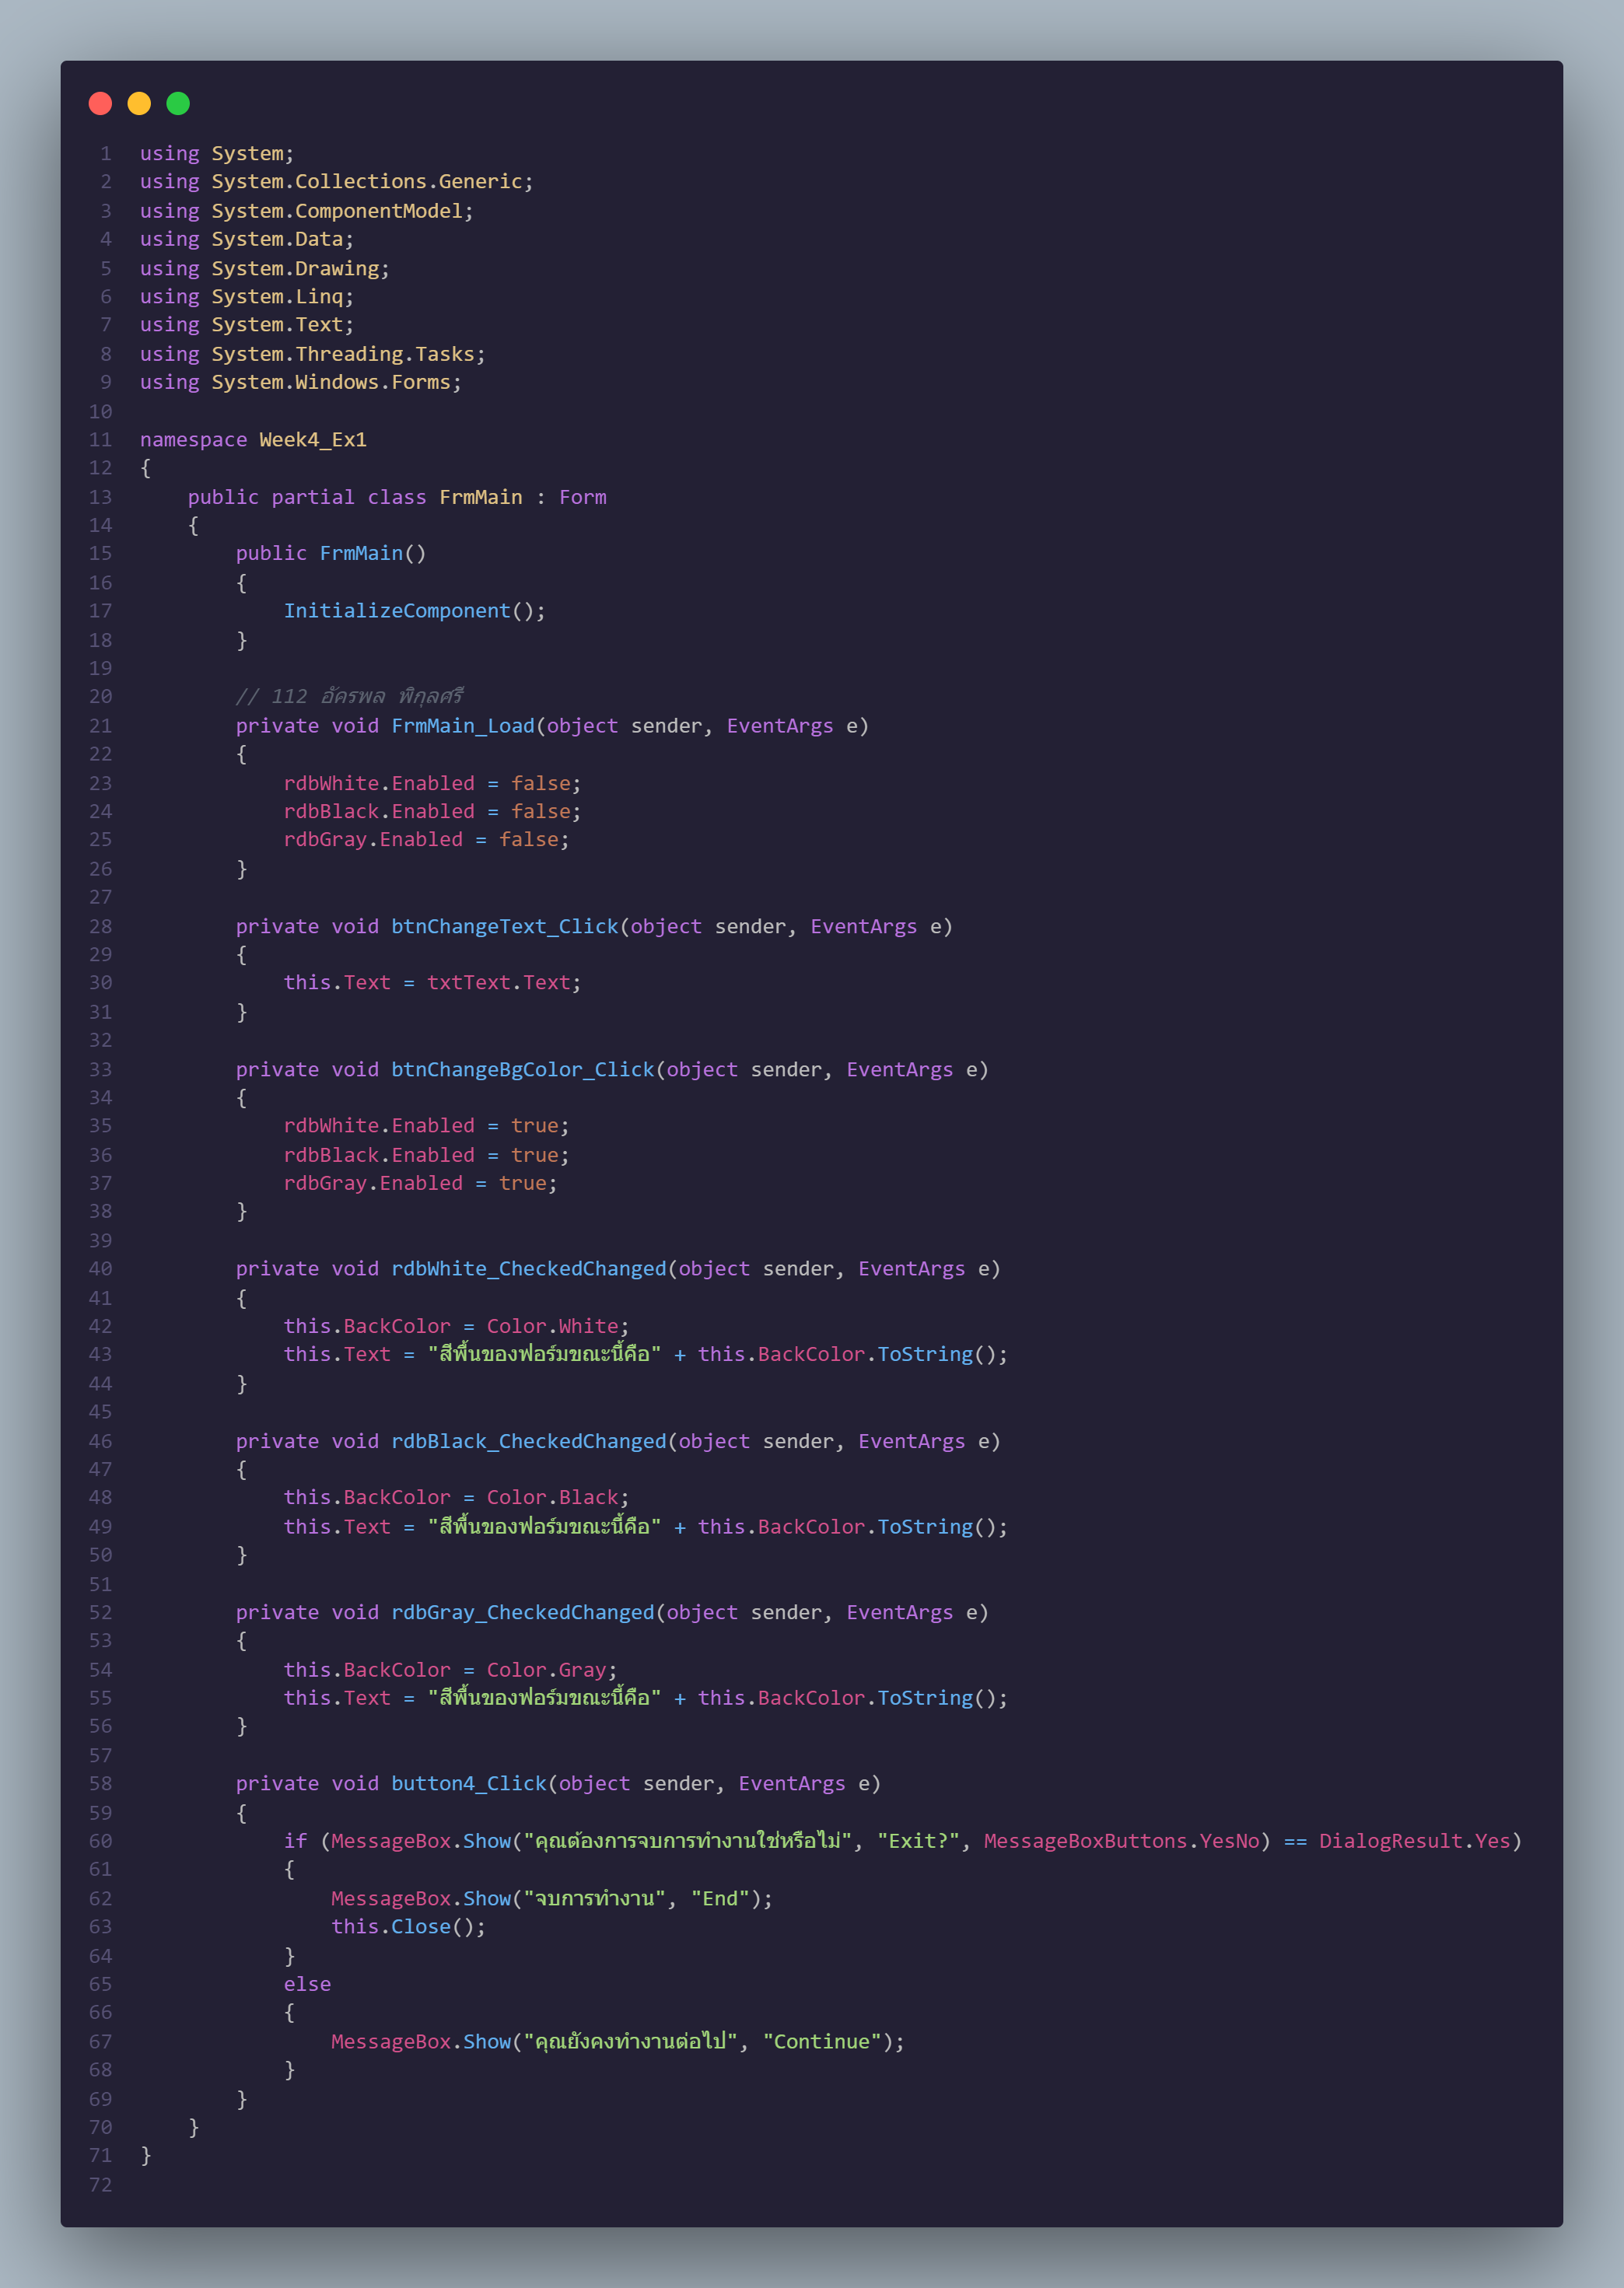 1 using System;
2 using System.Collections.Generic;
3 using System.ComponentModel;
4 using System.Data;
5 using System.Drawing;
6 using System.Linq;
7 using System.Text;
8 using System.Threading.Tasks;
9 using System.Windows.Forms;
10
11 namespace Week4_Ex1
12 {
13     public partial class FrmMain : Form
14     {
15         public FrmMain()
16         {
17             InitializeComponent();
18         }
19
20         // 112 อัครพล พิกุลศรี
21         private void FrmMain_Load(object sender, EventArgs e)
22         {
23             rdbWhite.Enabled = false;
24             rdbBlack.Enabled = false;
25             rdbGray.Enabled = false;
26         }
27
28         private void btnChangeText_Click(object sender, EventArgs e)
29         {
30             this.Text = txtText.Text;
31         }
32
33         private void btnChangeBgColor_Click(object sender, EventArgs e)
34         {
35             rdbWhite.Enabled = true;
36             rdbBlack.Enabled = true;
37             rdbGray.Enabled = true;
38         }
39
40         private void rdbWhite_CheckedChanged(object sender, EventArgs e)
41         {
42             this.BackColor = Color.White;
43             this.Text = "สีพื้นของฟอร์มขณะนี้คือ" + this.BackColor.ToString();
44         }
45
46         private void rdbBlack_CheckedChanged(object sender, EventArgs e)
47         {
48             this.BackColor = Color.Black;
49             this.Text = "สีพื้นของฟอร์มขณะนี้คือ" + this.BackColor.ToString();
50         }
51
52         private void rdbGray_CheckedChanged(object sender, EventArgs e)
53         {
54             this.BackColor = Color.Gray;
55             this.Text = "สีพื้นของฟอร์มขณะนี้คือ" + this.BackColor.ToString();
56         }
57
58         private void button4_Click(object sender, EventArgs e)
59         {
60             if (MessageBox.Show("คุณต้องการจบการทำงานใช่หรือไม่", "Exit?", MessageBoxButtons.YesNo) == DialogResult.Yes)
61             {
62                 MessageBox.Show("จบการทำงาน", "End");
63                 this.Close();
64             }
65             else
66             {
67                 MessageBox.Show("คุณยังคงทำงานต่อไป", "Continue");
68             }
69         }
70     }
71 }
72